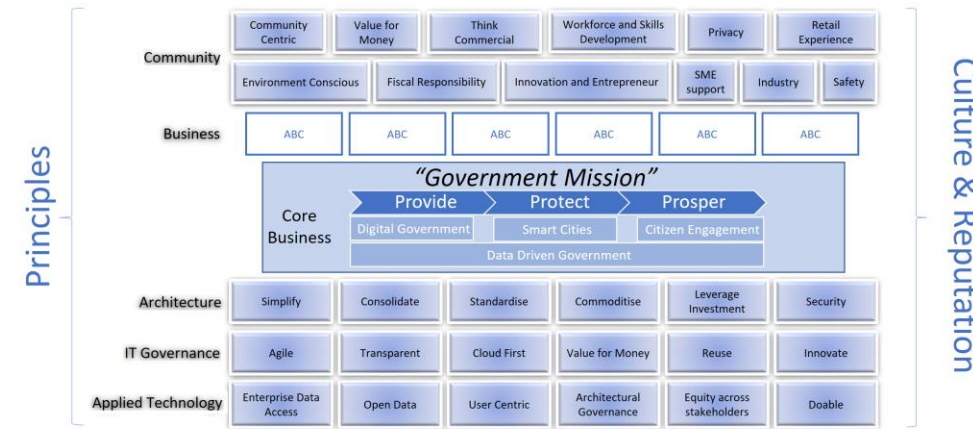 Principles
Community
Community
Centric
Value for
Money
Think
Commercial
Workforce and Skills
Development
Privacy
Retail
Experience
Environment Conscious
Fiscal Responsibility
Innovation and Entrepreneur
SME
support
Industry
Safety
Business
ABC
ABC
ABC
ABC
ABC
ABC
"Government Mission"
Core
Business
Provide
Protect
Prosper
Digital Government
Smart Cities
Citizen Engagement
Data Driven Government
Architecture
Simplify
Consolidate
Standardise
Commoditise
Leverage
Investment
Security
IT Governance
Agile
Transparent
Cloud First
Value for Money
Reuse
Innovate
Applied Technology
Enterprise Data
Access
Open Data
User Centric
Architectural
Governance
Equity across
stakeholders
Doable
Culture & Reputation